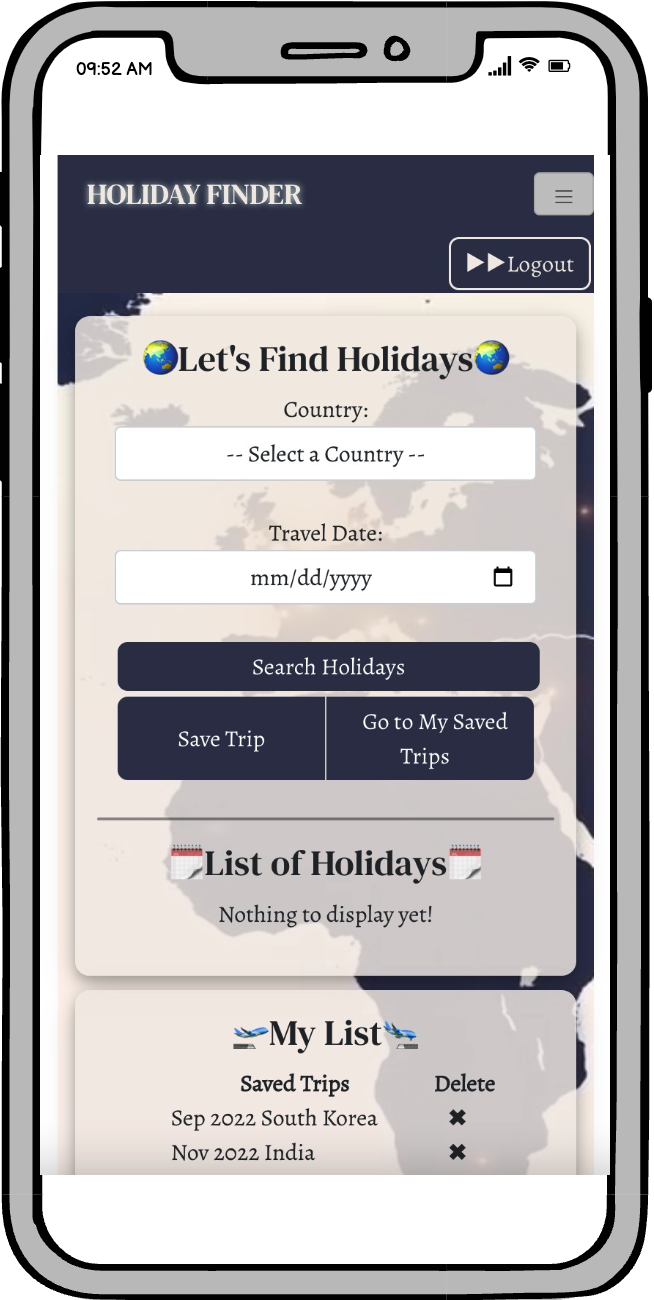 09:52 AM
HOLIDAY FINDER
Logout
Let's Find Holidays
Country:
-- Select a Country --
Travel Date:
mm/dd/yyyy
Search Holidays
Save Trip
Go to My Saved
Trips
List of Holidays
Nothing to display yet!
My List
Saved Trips Delete
Sep 2022 South Korea ✖
Nov 2022 India ✖